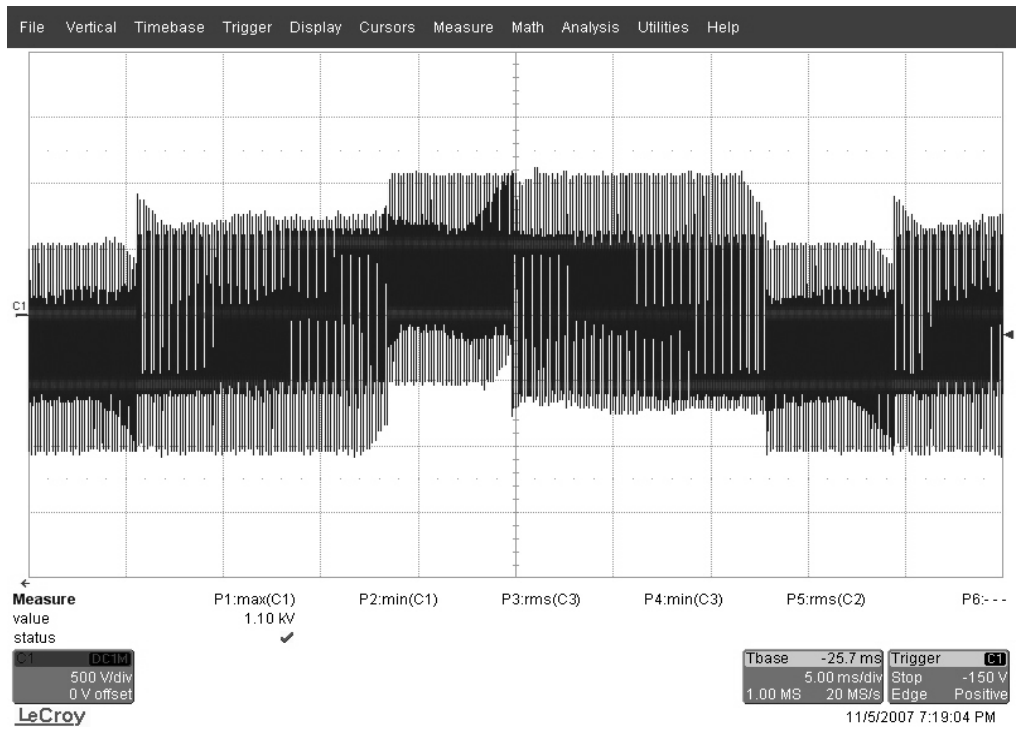 File Vertical Timebase Trigger Display Cursors Measure Math Analysis Utilities Help
C1
Measure P1:max(C1) P2:min(C1) P3:rms(C3) P4:min(C3) P5:rms(C2) P6:---
value 1.10 kV
status ✔
C1 DC1M
500 V/div
0 V offset
Tbase -25.7 ms
5.00 ms/div
1.00 MS 20 MS/s
Trigger C1
Stop -150 V
Edge Positive
LeCroy
11/5/2007 7:19:04 PM